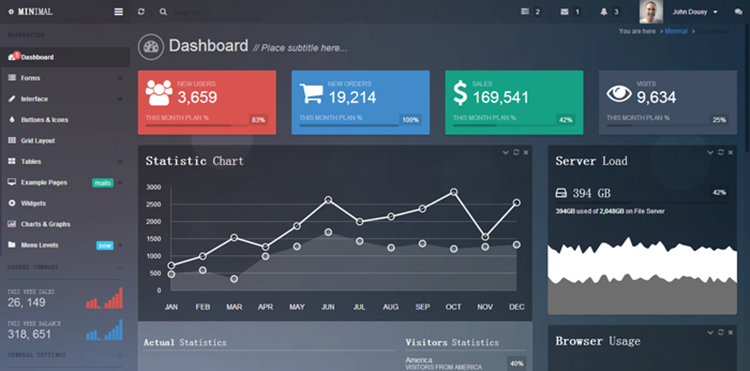 MINIMAL
2
1
3
John Douey
NAVIGATION
You are here > Minimal >
1
Dashboard
Dashboard // Place subtitle here...
Forms
Interface
Buttons & Icons
Grid Layout
Tables
Example Pages
mails
Widgets
Charts & Graphs
Menu Levels
new
NEW USERS
3,659
THIS MONTH PLAN %
83%
NEW ORDERS
19,214
THIS MONTH PLAN %
100%
SALES
169,541
THIS MONTH PLAN %
42%
VISITS
9,634
THIS MONTH PLAN %
25%
Statistic Chart
3000
2500
2000
1500
1000
500
0
JAN FEB MAR APR MAY JUN JUL AUG SEP OCT NOV DEC
Server Load
394 GB
42%
394GB used of 2,048GB on File Server
ORDERS SUMMARY
THIS WEEK SALES
26, 149
THIS WEEK BALANCE
318, 651
GENERAL SETTINGS
Actual Statistics
Visitors Statistics
America
VISITORS FROM AMERICA
40%
Browser Usage